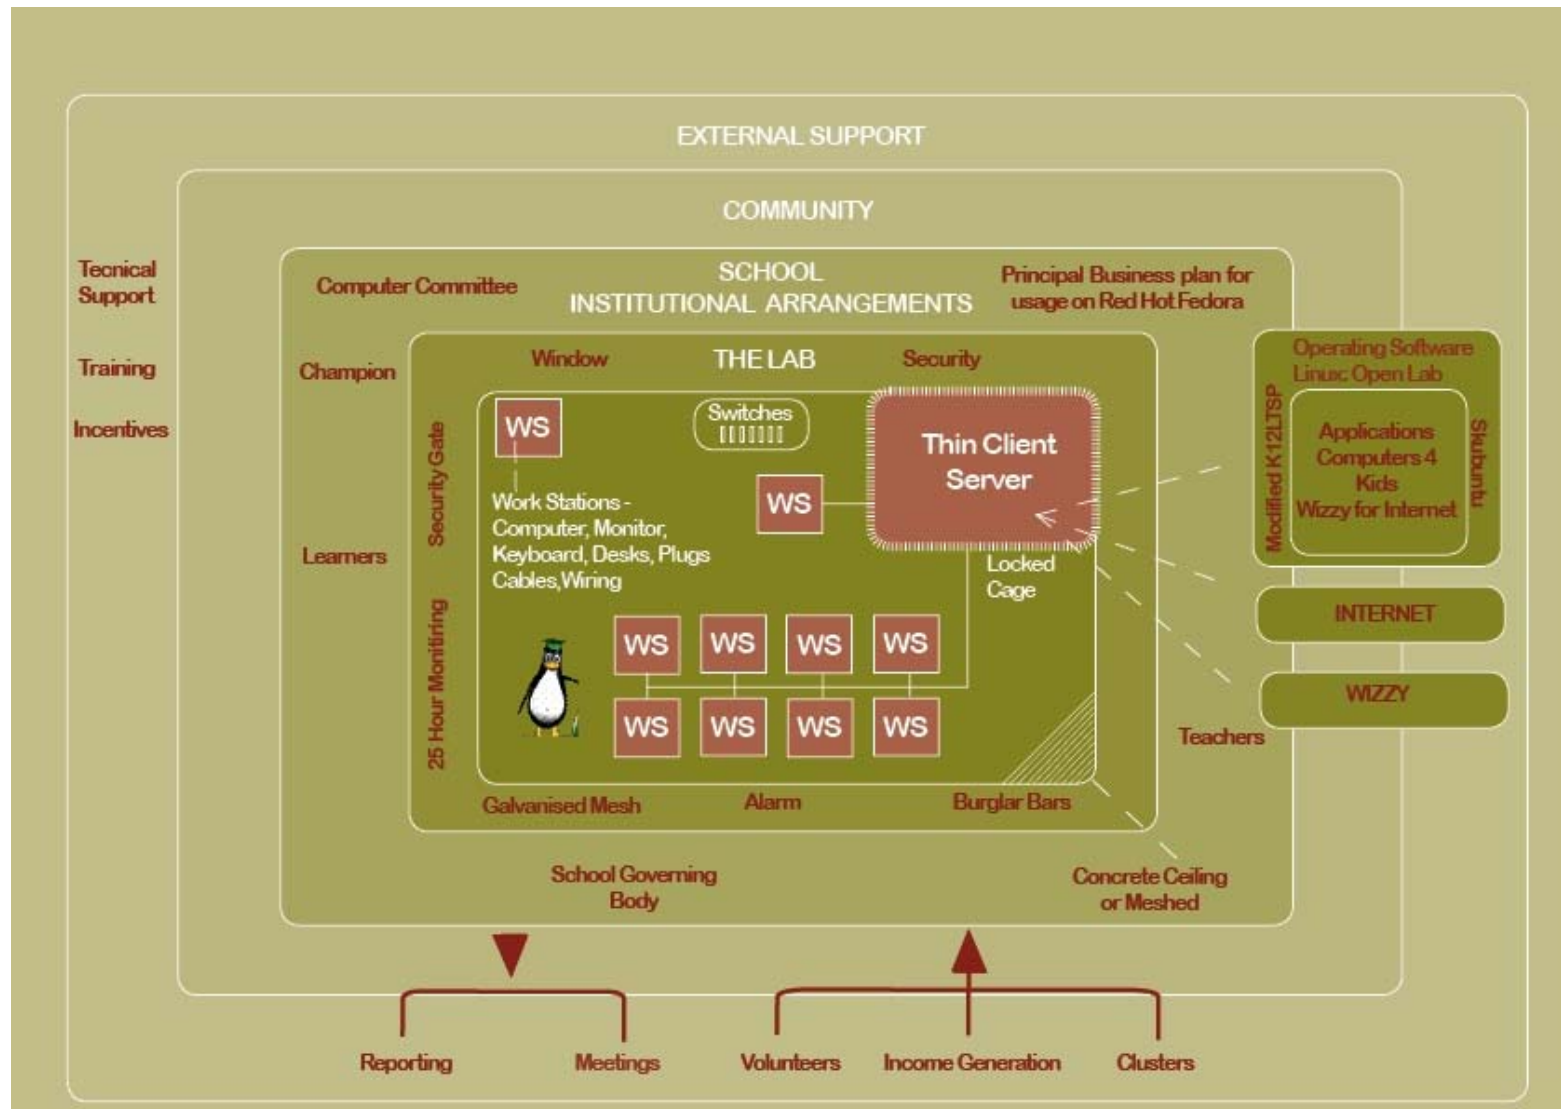 EXTERNAL SUPPORT
COMMUNITY
SCHOOL
INSTITUTIONAL ARRANGEMENTS
Computer Committee
Principal Business plan for
usage on Red Hot Fedora
Tecnical
Support
Training
Incentives
Champion
Learners
Window
THE LAB
Security
Security Gate
25 Hour Monitiring
WS
Switches
Thin Client
Server
WS
Work Stations -
Computer, Monitor,
Keyboard, Desks, Plugs
Cables,Wiring
Locked
Cage
WS WS WS WS
WS WS WS WS
Galvanised Mesh
Alarm
Burglar Bars
Operating Software
Linux: Open Lab
Modified K12LTSP
Applications
Computers 4
Kids
Wizzy for Internet
Skubuntu
INTERNET
WIZZY
Teachers
School Governing
Body
Concrete Ceiling
or Meshed
Reporting
Meetings
Volunteers
Income Generation
Clusters